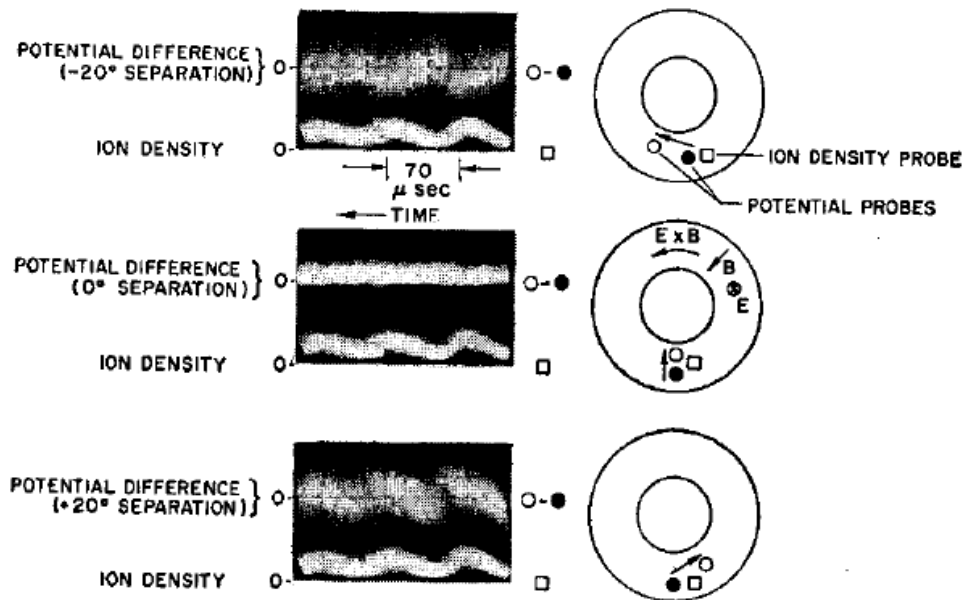 POTENTIAL DIFFERENCE
(-20° SEPARATION)
0
ION DENSITY
0
70
μ sec
TIME
ION DENSITY PROBE
POTENTIAL PROBES
POTENTIAL DIFFERENCE
(0° SEPARATION)
0
ION DENSITY
0
E x B
B
E
POTENTIAL DIFFERENCE
(+20° SEPARATION)
0
ION DENSITY
0